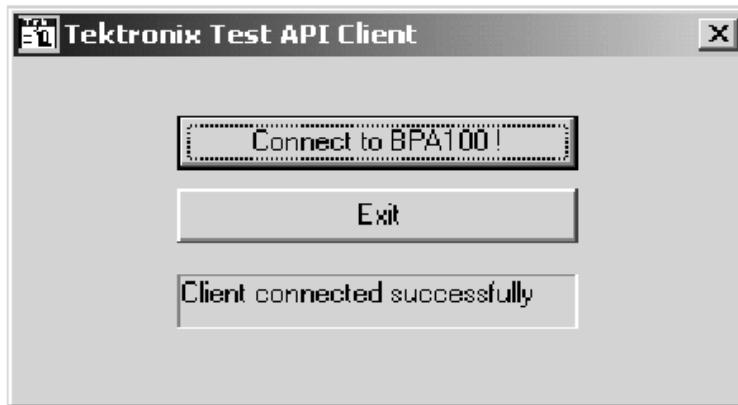 Tektronix Test API Client
Connect to BPA100 !
Exit
Client connected successfully